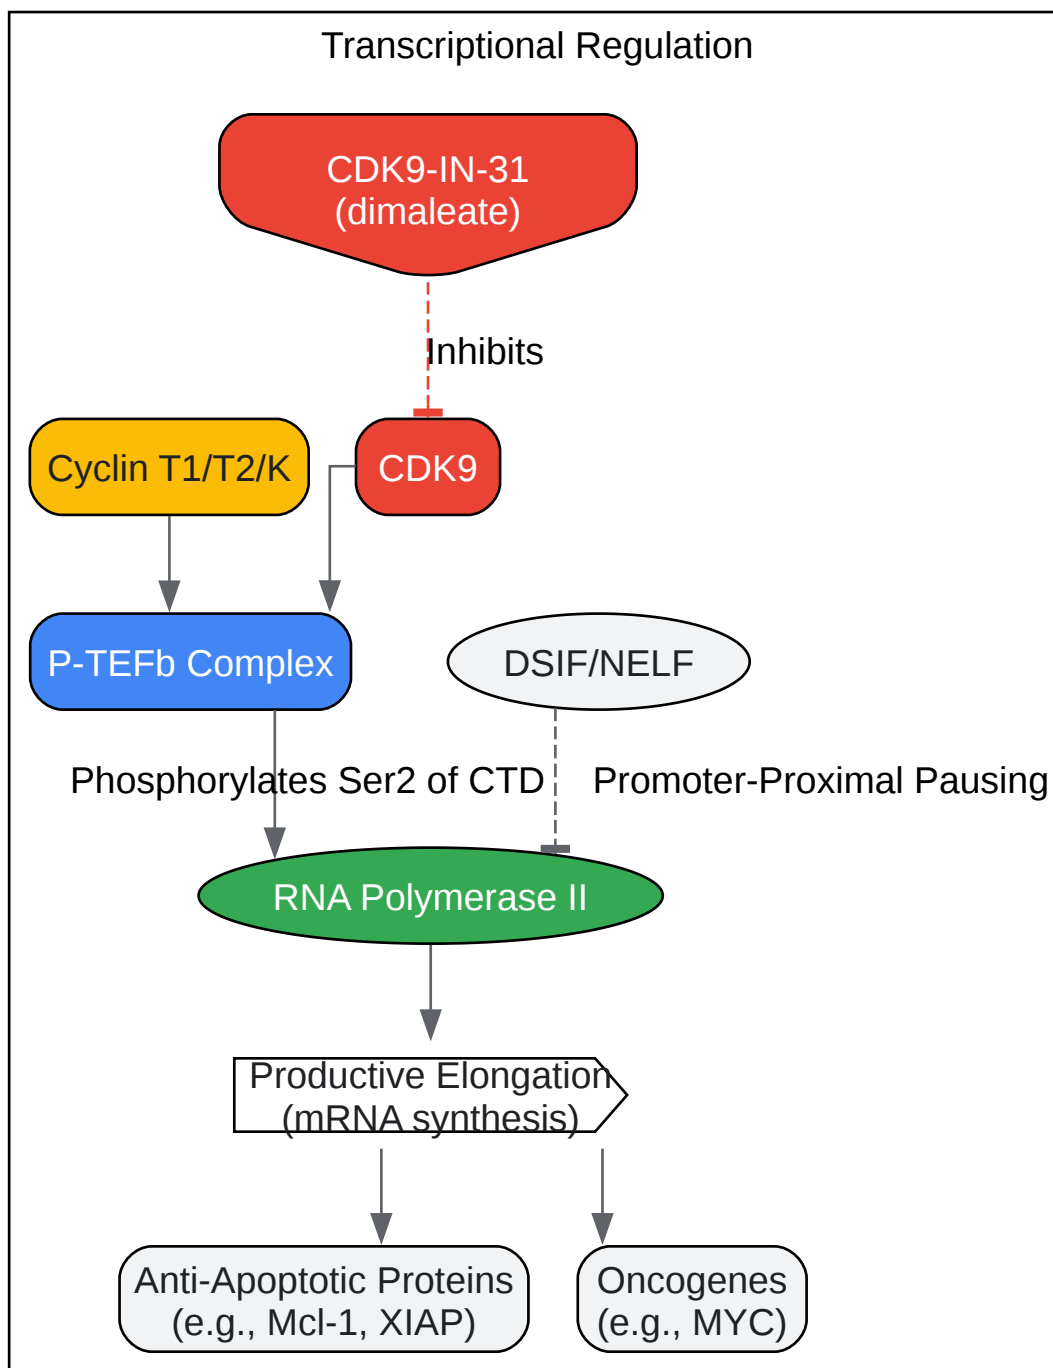 Transcriptional Regulation
CDK9-IN-31
(dimaleate)
Inhibits
Cyclin T1/T2/K
CDK9
P-TEFb Complex
DSIF/NELF
Phosphorylates Ser2 of CTD
Promoter-Proximal Pausing
RNA Polymerase II
Productive Elongation
(mRNA synthesis)
Anti-Apoptotic Proteins
(e.g., Mcl-1, XIAP)
Oncogenes
(e.g., MYC)